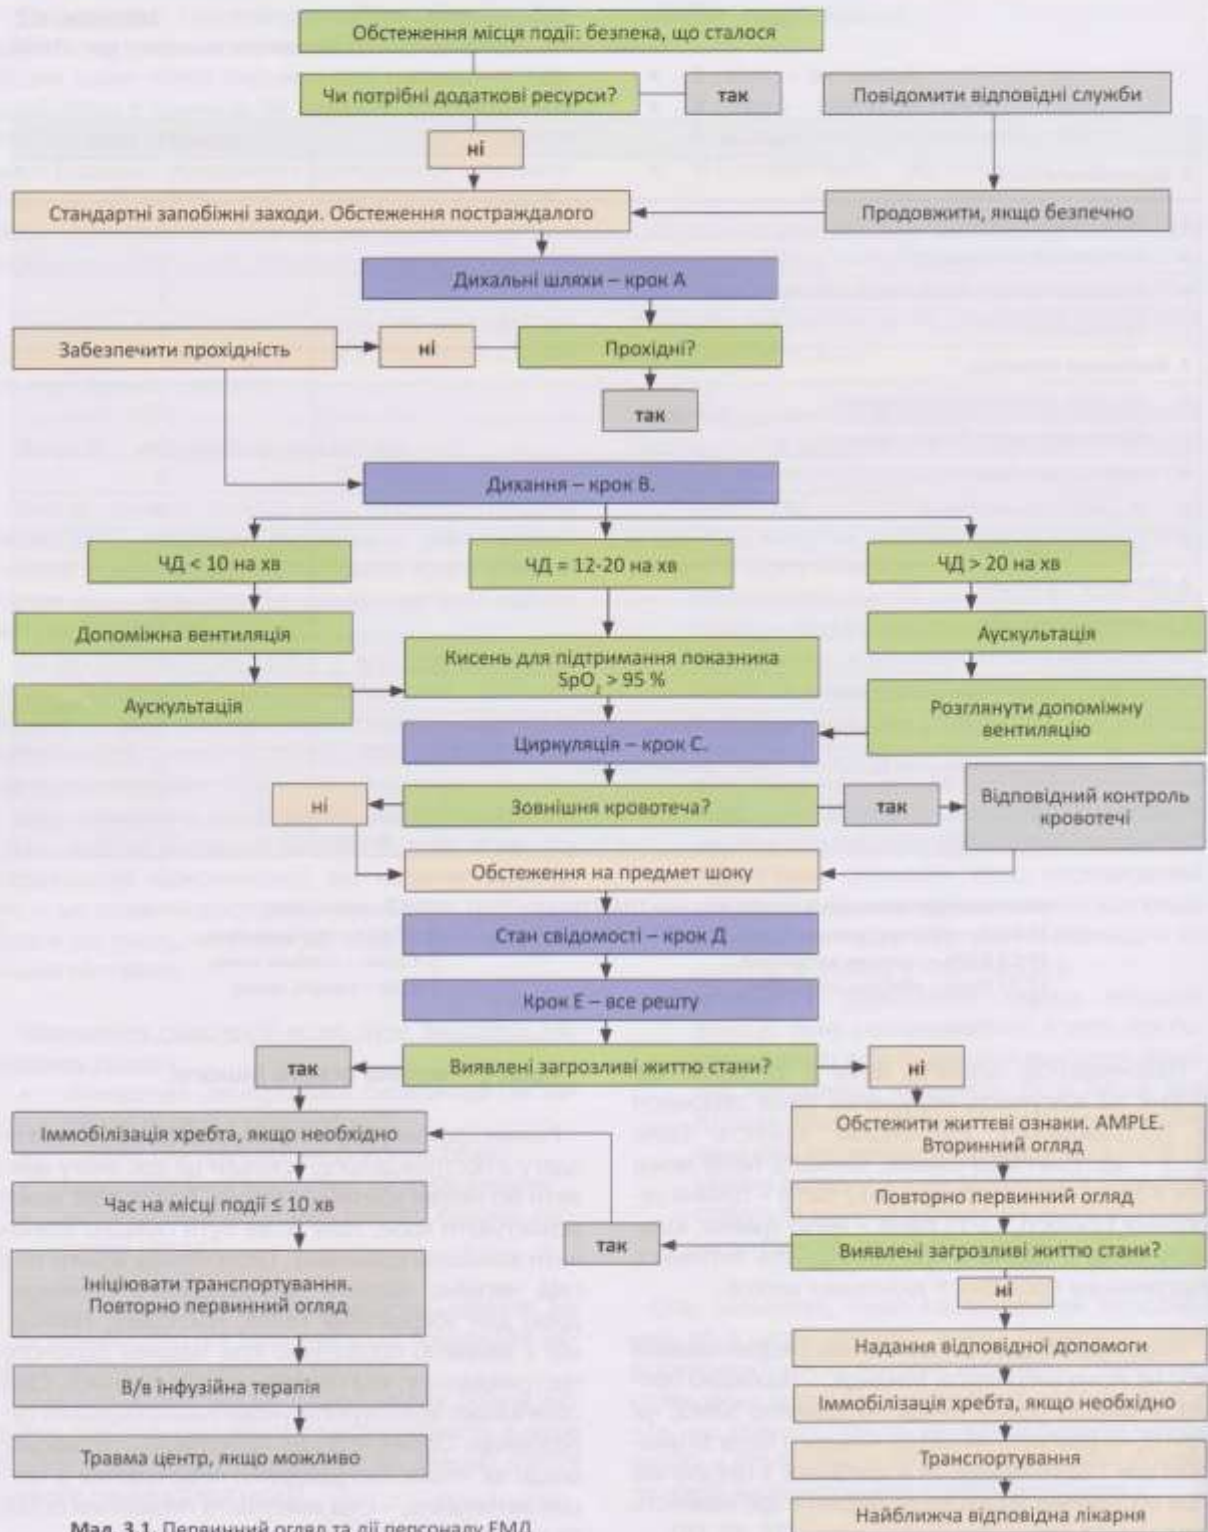 Обстеження місця події: безпека, що сталося
Чи потрібні додаткові ресурси?
так
Повідомити відповідні служби
ні
Стандартні запобіжні заходи. Обстеження постраждалого
Продовжити, якщо безпечно
Дихальні шляхи – крок А
Забезпечити прохідність
ні
Прохідні?
так
Дихання – крок В.
ЧД < 10 на хв
ЧД = 12-20 на хв
ЧД > 20 на хв
Допоміжна вентиляція
Аускультація
Кисень для підтримання показника
SpO₂ > 95 %
Аускультація
Розглянути допоміжну
вентиляцію
Циркуляція – крок С.
ні
Зовнішня кровотеча?
так
Відповідний контроль
кровотечі
Обстеження на предмет шоку
Стан свідомості – крок Д
Крок Е – все решту
так
Виявлені загрозливі життю стани?
ні
Іммобілізація хребта, якщо необхідно
Обстежити життєві ознаки. AMPLE.
Вторинний огляд
Час на місці події ≤ 10 хв
Повторно первинний огляд
так
Виявлені загрозливі життю стани?
ні
Ініціювати транспортування.
Повторно первинний огляд
Надання відповідної допомоги
В/в інфузійна терапія
Іммобілізація хребта, якщо необхідно
Травма центр, якщо можливо
Транспортування
Найближча відповідна лікарня
Мал. 3.1. Первинний огляд та дії персоналу ЕМД